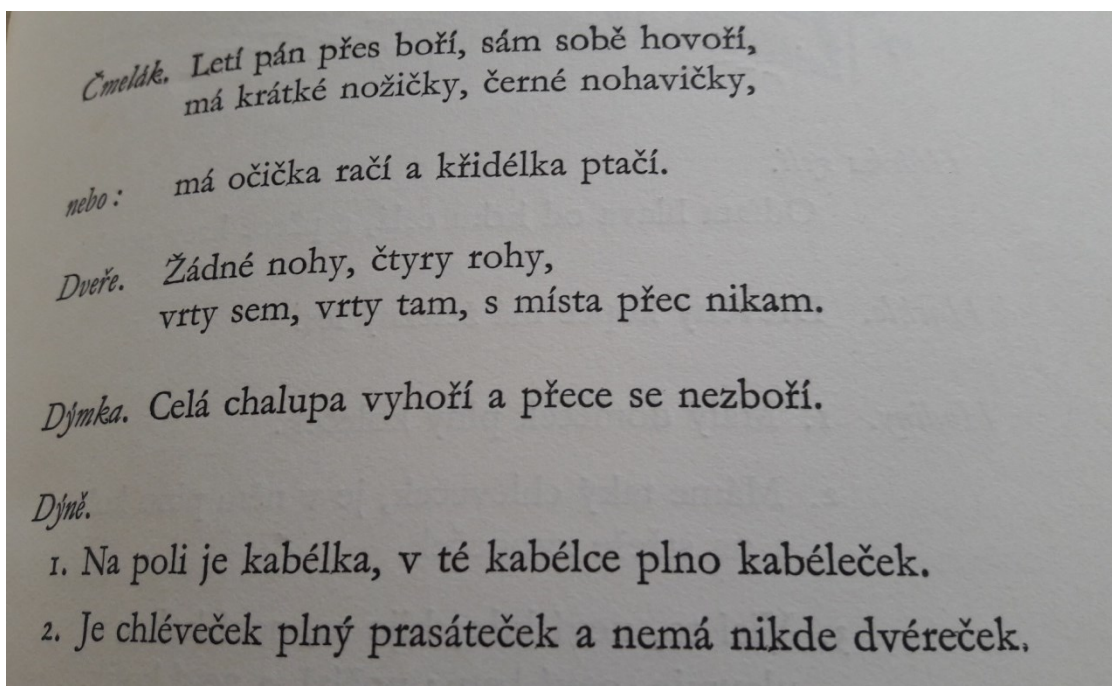 Čmelák. Letí pán přes boří, sám sobě hovoří,
má krátké nožičky, černé nohavičky,
nebo: má očička račí a křidélka ptačí.
Dveře. Žádné nohy, čtyry rohy,
vrty sem, vrty tam, s místa přec nikam.
Dýmka. Celá chalupa vyhoří a přece se nezboří.
Dýně.
1. Na poli je kabélka, v té kabélce plno kabéleček.
2. Je chléveček plný prasáteček a nemá nikde dvéreček.